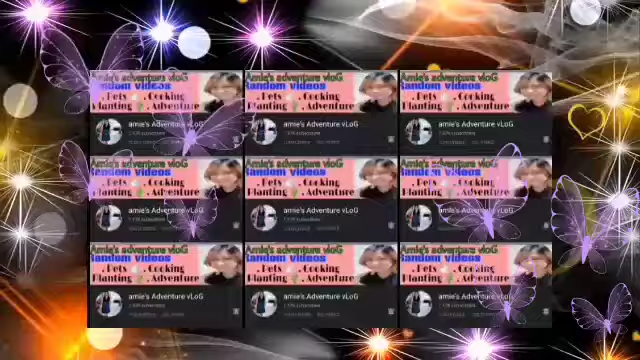 Amie's adventure vloG Amie's adventure vloG Amie's adventure vloG
Random videos Random videos Random videos
, Pets , Cooking , Pets , Cooking , Pets , Cooking
Planting , Adventure Planting , Adventure Planting , Adventure
amie's Adventure vLoG amie's Adventure vLoG amie's Adventure vLoG
Amie's adventure vloG Amie's adventure vloG Amie's adventure vloG
Random videos Random videos Random videos
, Pets , Cooking , Pets , Cooking , Pets , Cooking
Planting , Adventure Planting , Adventure Planting , Adventure
amie's Adventure vLoG amie's Adventure vLoG amie's Adventure vLoG
Amie's adventure vloG Amie's adventure vloG Amie's adventure vloG
Random videos Random videos Random videos
, Pets , Cooking , Pets , Cooking , Pets , Cooking
Planting , Adventure Planting , Adventure Planting , Adventure
amie's Adventure vLoG amie's Adventure vLoG amie's Adventure vLoG